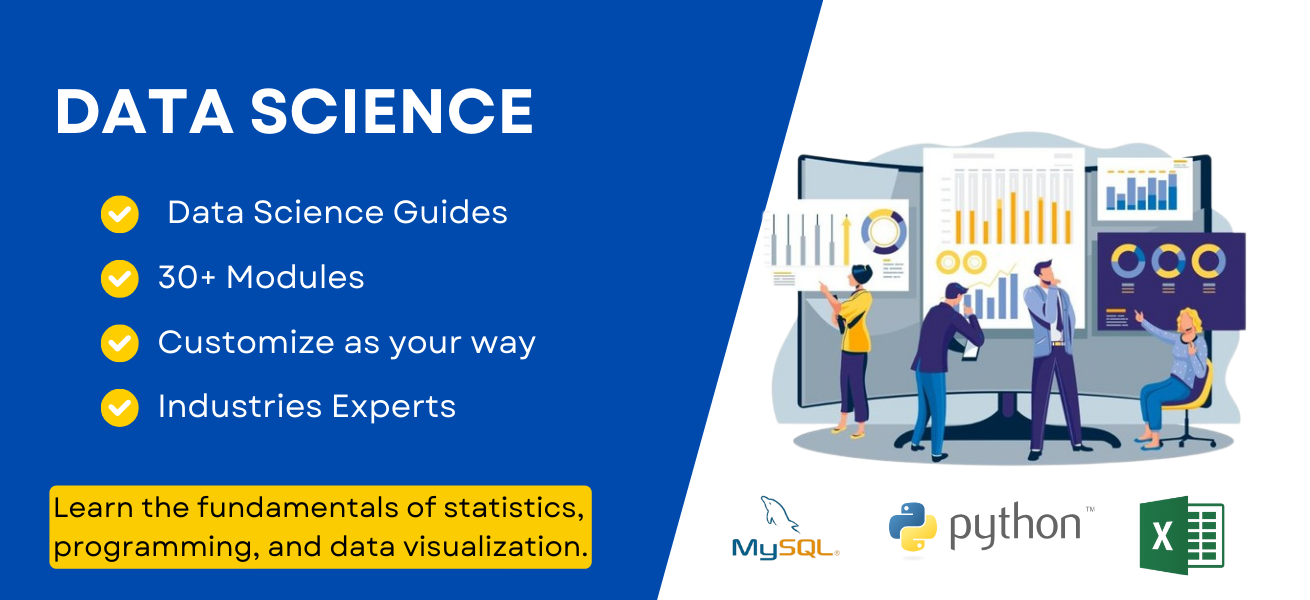 DATA SCIENCE
Data Science Guides
30+ Modules
Customize as your way
Industries Experts
Learn the fundamentals of statistics,
programming, and data visualization.
MySQL®
python™
X